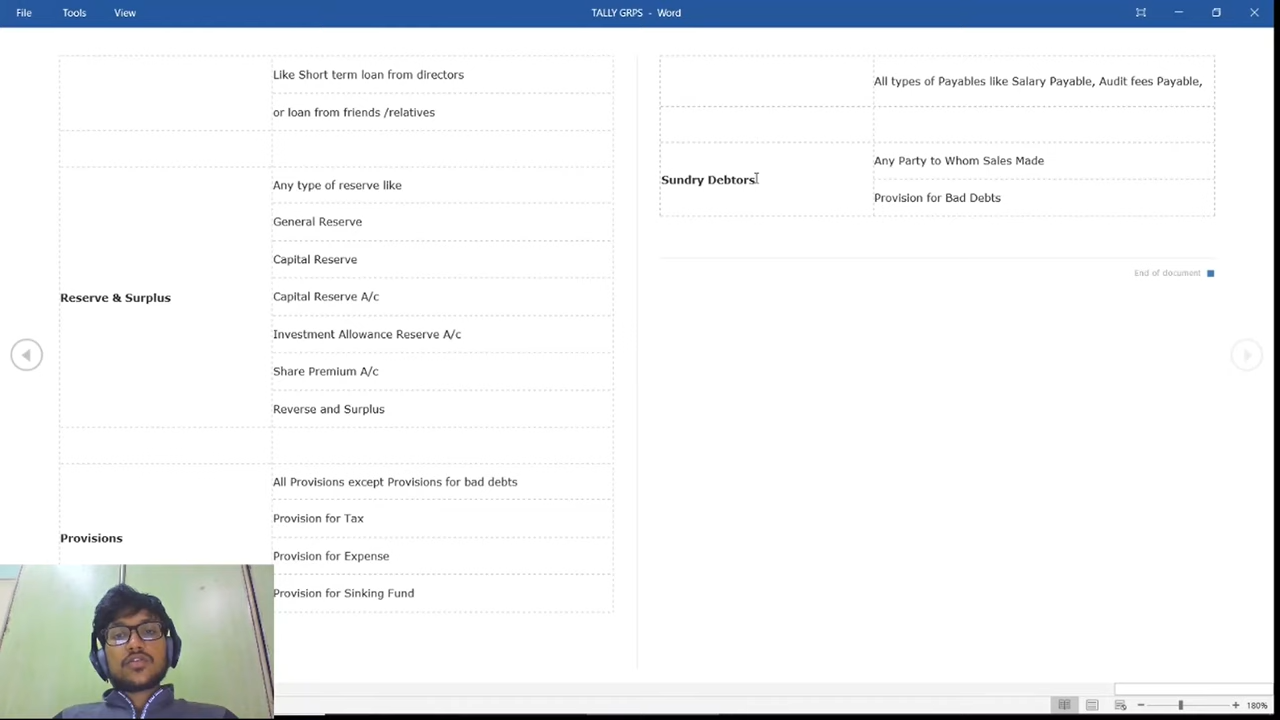 File Tools View TALLY GRPS - Word
Like Short term loan from directors
or loan from friends /relatives
Reserve & Surplus
Any type of reserve like
General Reserve
Capital Reserve
Capital Reserve A/c
Investment Allowance Reserve A/c
Share Premium A/c
Reverse and Surplus
Provisions
All Provisions except Provisions for bad debts
Provision for Tax
Provision for Expense
Provision for Sinking Fund
All types of Payables like Salary Payable, Audit fees Payable,
Sundry Debtors
Any Party to Whom Sales Made
Provision for Bad Debts
End of document
180%